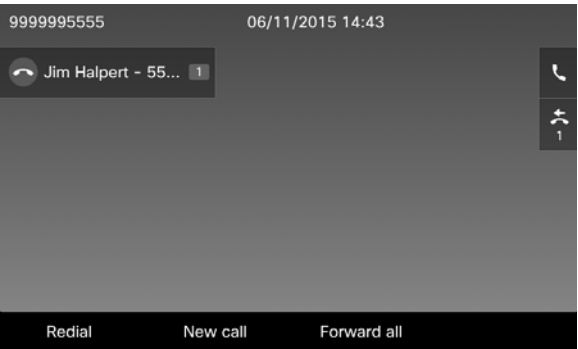 9999995555
06/11/2015 14:43
Jim Halpert - 55... 1
1
Redial
New call
Forward all